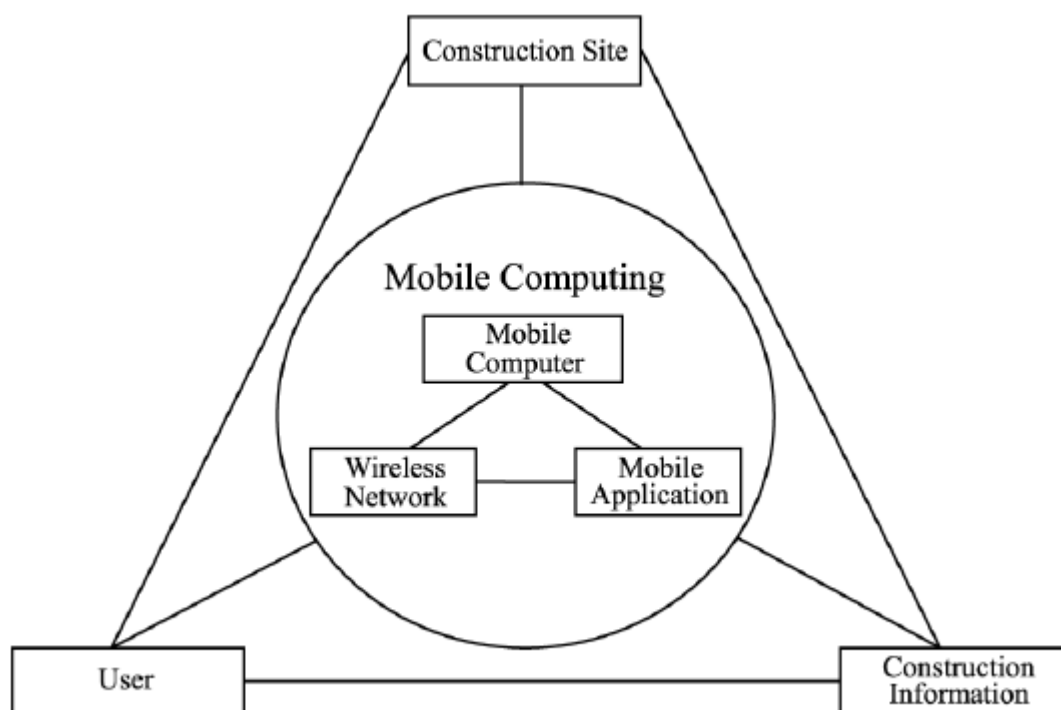 Construction Site
Mobile Computing
Mobile
Computer
Wireless
Network
Mobile
Application
User
Construction
Information